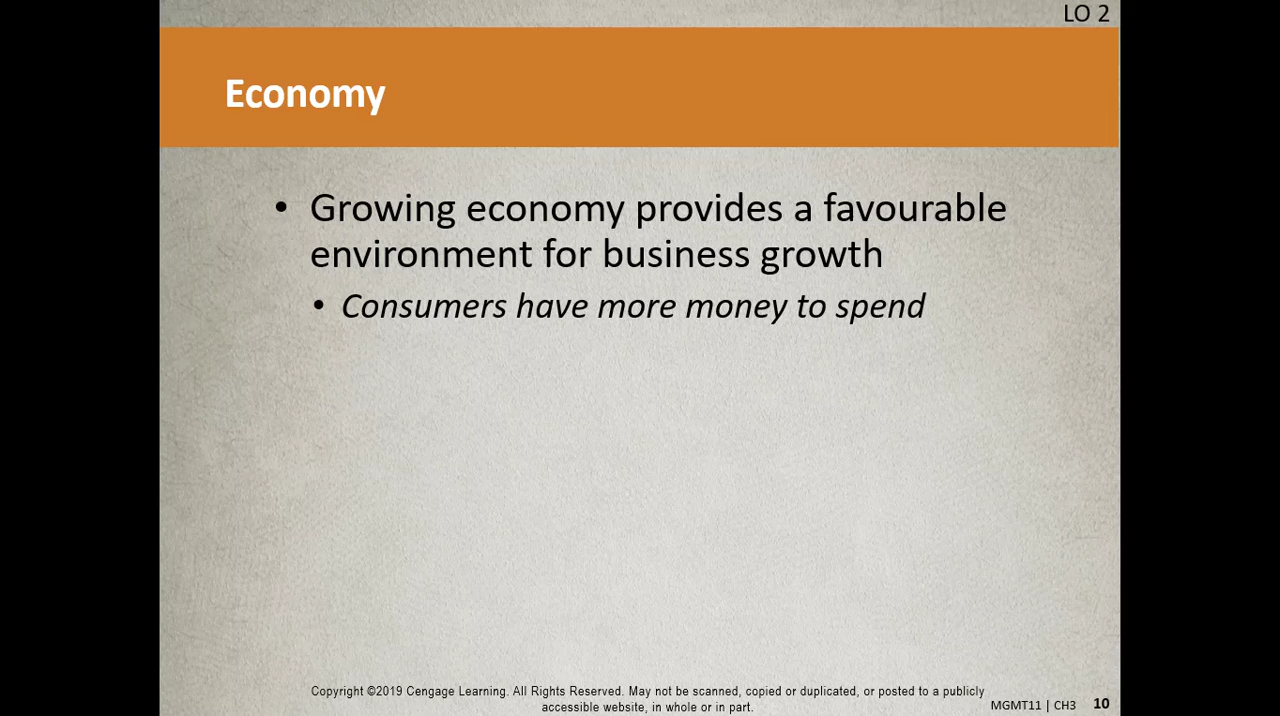 LO 2
Economy
• Growing economy provides a favourable
environment for business growth
• Consumers have more money to spend
Copyright ©2019 Cengage Learning. All Rights Reserved. May not be scanned, copied or duplicated, or posted to a publicly
accessible website, in whole or in part.
MGMT11 | CH3 10